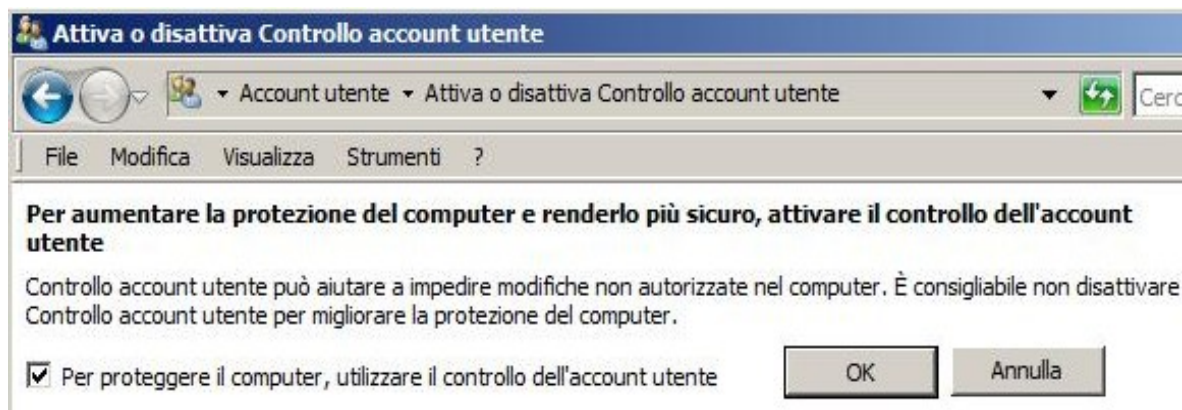 Attiva o disattiva Controllo account utente
Account utente Attiva o disattiva Controllo account utente
Cerc
File Modifica Visualizza Strumenti ?
Per aumentare la protezione del computer e renderlo più sicuro, attivare il controllo dell'account
utente
Controllo account utente può aiutare a impedire modifiche non autorizzate nel computer. È consigliabile non disattivare
Controllo account utente per migliorare la protezione del computer.
Per proteggere il computer, utilizzare il controllo dell'account utente
OK
Annulla